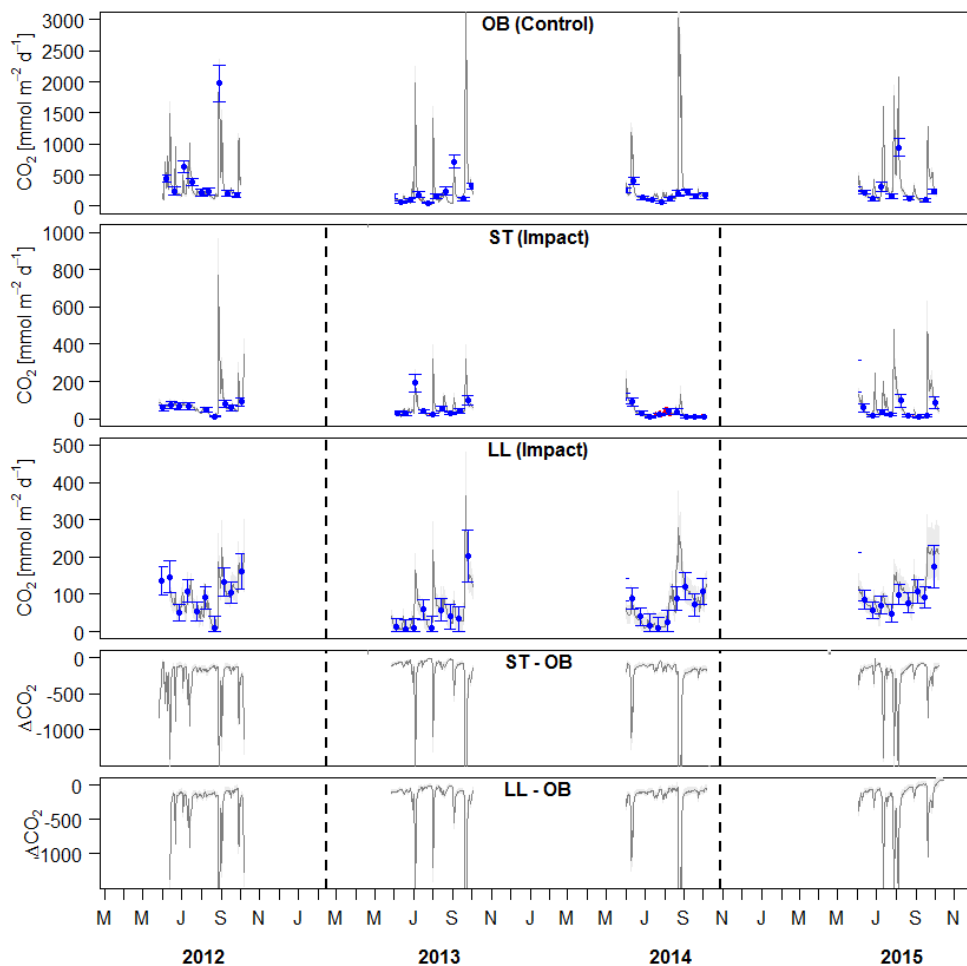 OB (Control)
3000
2500
2000
1500
1000
500
0
CO2 [mmol m−2 d−1]
ST (Impact)
1000
800
600
400
200
0
CO2 [mmol m−2 d−1]
LL (Impact)
500
400
300
200
100
0
CO2 [mmol m−2 d−1]
ST - OB
0
-500
-1000
ΔCO2
LL - OB
0
-500
-1000
ΔCO2
M M J S N J M M J S N J M M J S N J M M J S N
2012 2013 2014 2015